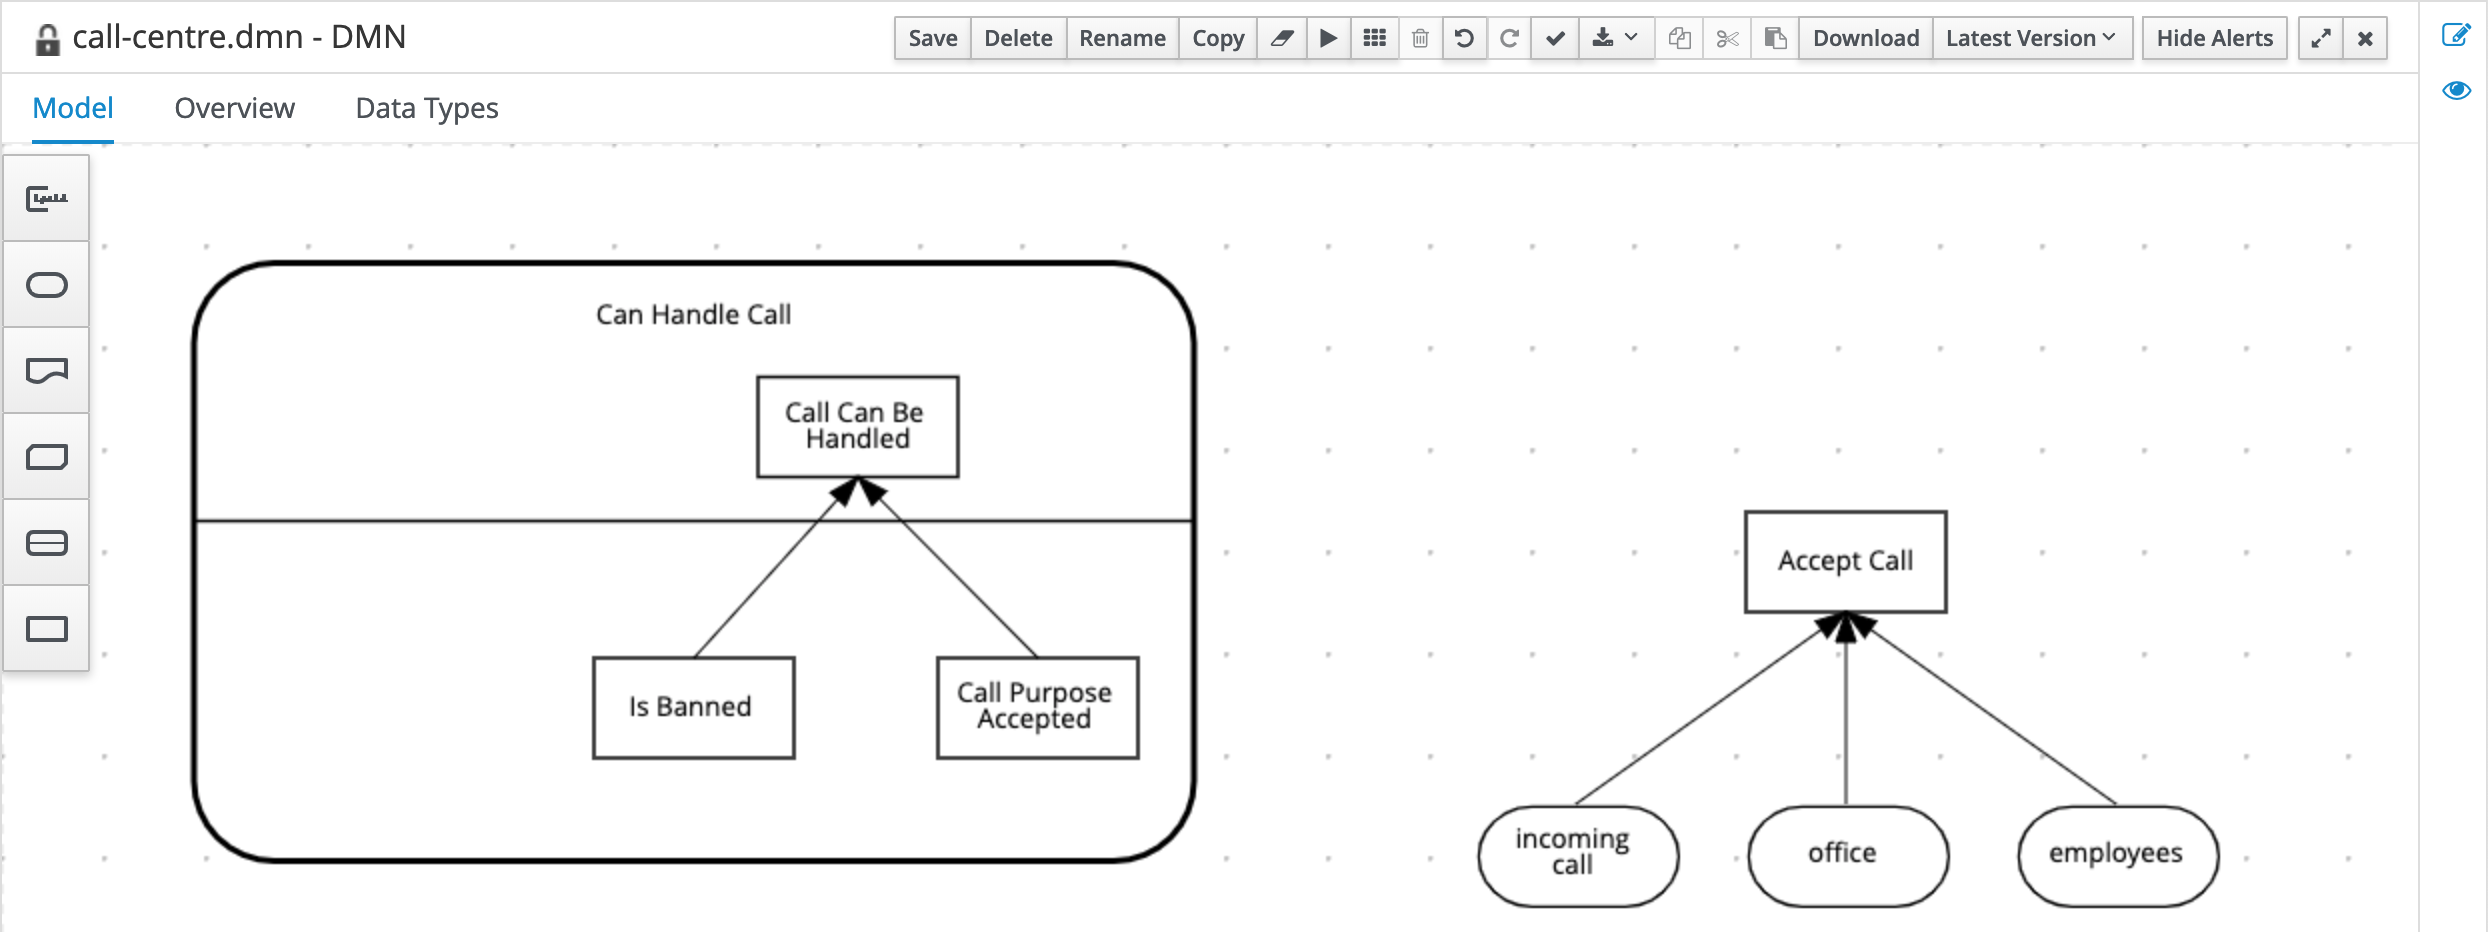 call-centre.dmn - DMN
Save Delete Rename Copy Download Latest Version Hide Alerts
Model Overview Data Types
Can Handle Call
Call Can Be
Handled
Is Banned
Call Purpose
Accepted
Accept Call
incoming
call
office
employees